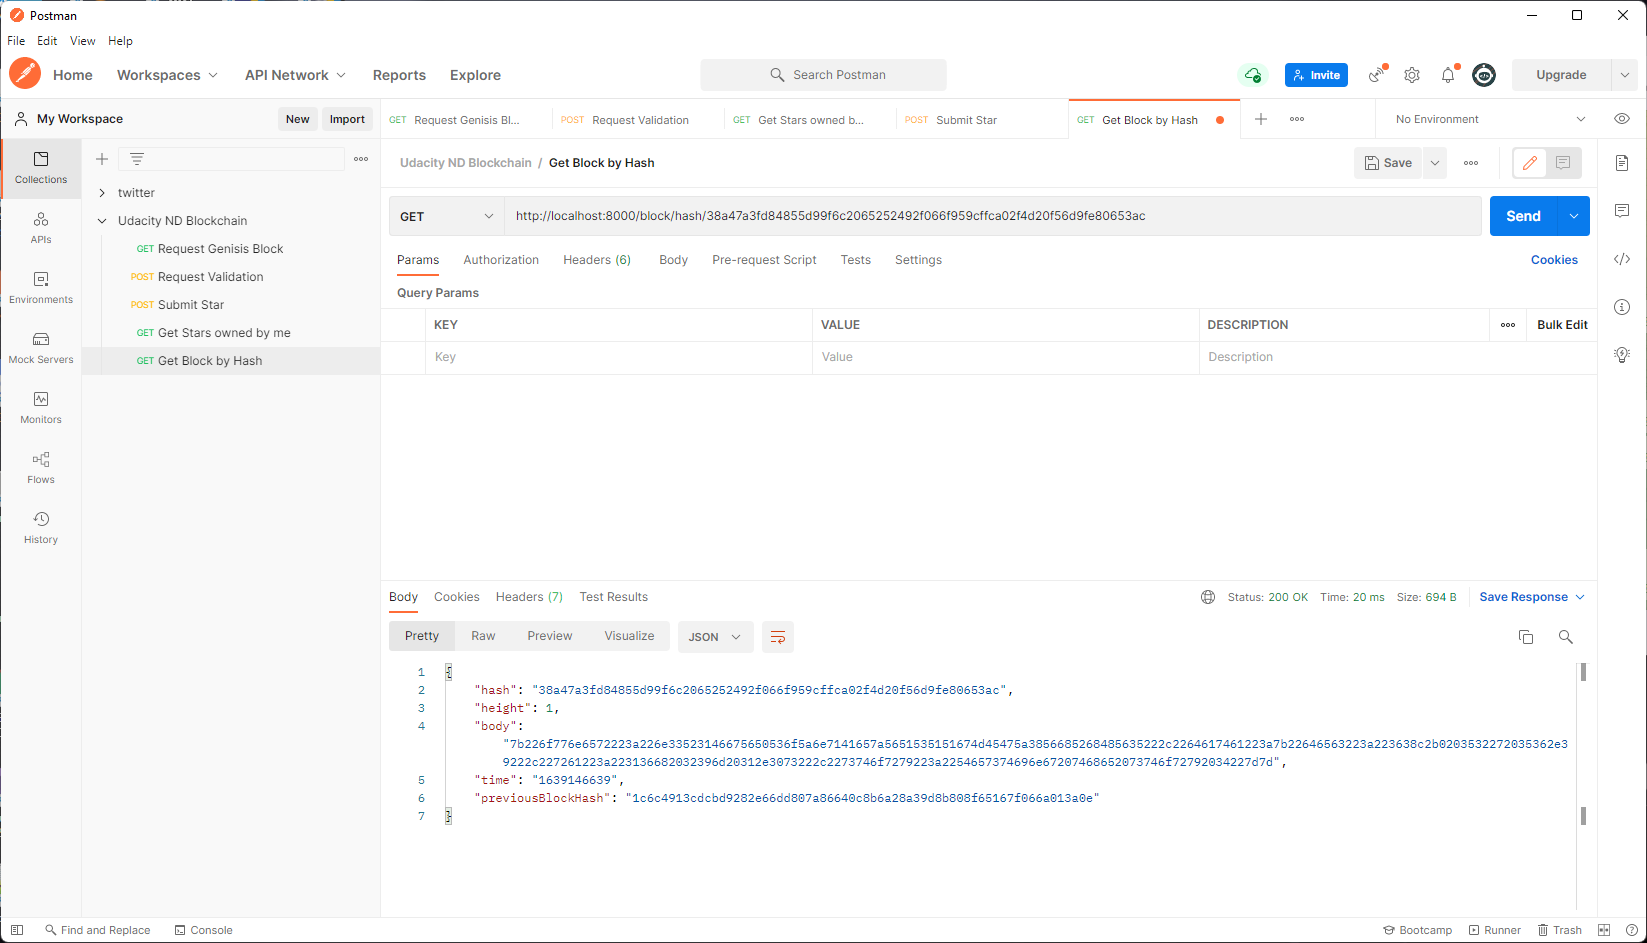 Postman
File Edit View Help
Home Workspaces API Network Reports Explore Search Postman Invite Upgrade
My Workspace New Import GET Request Genisis Bl... POST Request Validation GET Get Stars owned b... POST Submit Star GET Get Block by Hash No Environment
Udacity ND Blockchain / Get Block by Hash Save
Collections
APIs
Environments
Mock Servers
Monitors
Flows
History
twitter
Udacity ND Blockchain
GET Request Genisis Block
POST Request Validation
POST Submit Star
GET Get Stars owned by me
GET Get Block by Hash
GET http://localhost:8000/block/hash/38a47a3fd84855d99f6c2065252492f066f959cffca02f4d20f56d9fe80653ac Send
Params Authorization Headers (6) Body Pre-request Script Tests Settings Cookies
Query Params
KEY VALUE DESCRIPTION Bulk Edit
Key Value Description
Body Cookies Headers (7) Test Results Status: 200 OK Time: 20 ms Size: 694 B Save Response
Pretty Raw Preview Visualize JSON
1 {
2 "hash": "38a47a3fd84855d99f6c2065252492f066f959cffca02f4d20f56d9fe80653ac",
3 "height": 1,
4 "body":
"7b226f776e6572223a226e33523146675650536f5a6e7141657a5651535151674d45475a3856685268485635222c2264617461223a7b22646563223a223638c2b0203532272035362e39
39222c227261223a223136682032396d20312e3073222c2273746f7279223a2254657374696e67207468652073746f72792034227d7d",
5 "time": "1639146639",
6 "previousBlockHash": "1c6c4913cdcbd9282e66dd807a86640c8b6a28a39d8b808f65167f066a013a0e"
7 }
Find and Replace Console Bootcamp Runner Trash